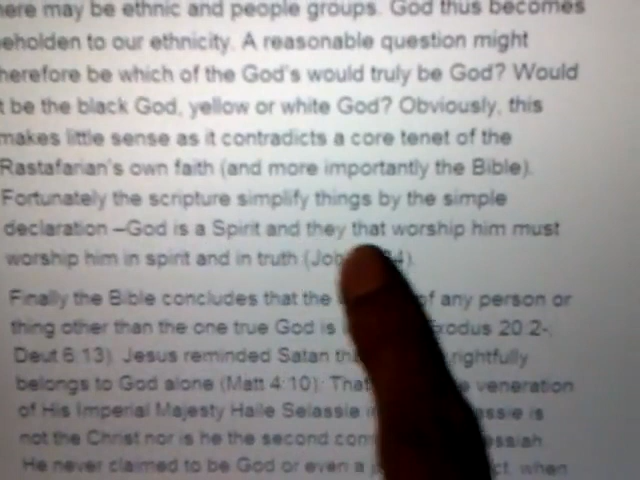 here may be ethnic and people groups. God thus becomes
beholden to our ethnicity. A reasonable question might
herefore be which of the God's would truly be God? Would
t be the black God, yellow or white God? Obviously, this
makes little sense as it contradicts a core tenet of the
Rastafarian's own faith (and more importantly the Bible).
Fortunately the scripture simplify things by the simple
declaration –God is a Spirit and they that worship him must
worship him in spirit and in truth
Finally the Bible concludes that the of any person or
thing other than the one true God is 20:2-,
Deut 6:13). Jesus reminded Satan rightfully
belongs to God alone (Matt 4:10). veneration
of His Imperial Majesty Haile Selassie is
not the Christ nor is he the second
He never claimed to be God or even a when